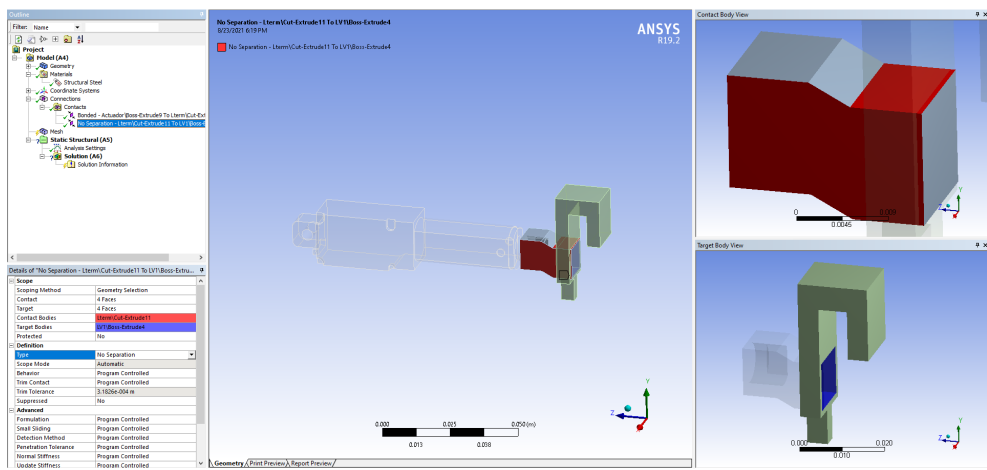 Outline
Filter: Name
Project
Model (A4)
Geometry
Materials
Structural Steel
Coordinate Systems
Connections
Contacts
Bonded - Actuador\Boss-Extrude9 To Lterm\Cut-Ext
No Separation - Lterm\Cut-Extrude11 To LV1\Boss-E
Mesh
Static Structural (A5)
Analysis Settings
Solution (A6)
Solution Information
Details of "No Separation - Lterm\Cut-Extrude11 To LV1\Boss-Extru...
Scope
Scoping Method Geometry Selection
Contact 4 Faces
Target 4 Faces
Contact Bodies Lterm\Cut-Extrude11
Target Bodies LV1\Boss-Extrude4
Protected No
Definition
Type No Separation
Scope Mode Automatic
Behavior Program Controlled
Trim Contact Program Controlled
Trim Tolerance 3.1826e-004 m
Suppressed No
Advanced
Formulation Program Controlled
Small Sliding Program Controlled
Detection Method Program Controlled
Penetration Tolerance Program Controlled
Normal Stiffness Program Controlled
Update Stiffness Program Controlled
No Separation - Lterm\Cut-Extrude11 To LV1\Boss-Extrude4
8/23/2021 6:19 PM
No Separation - Lterm\Cut-Extrude11 To LV1\Boss-Extrude4
ANSYS
R19.2
0.000 0.025 0.050 (m)
0.013 0.038
Y
Z
Geometry Print Preview Report Preview
Contact Body View
0 0.009
0.0045
Y
Z
Target Body View
0.000 0.020
0.010
Y
Z